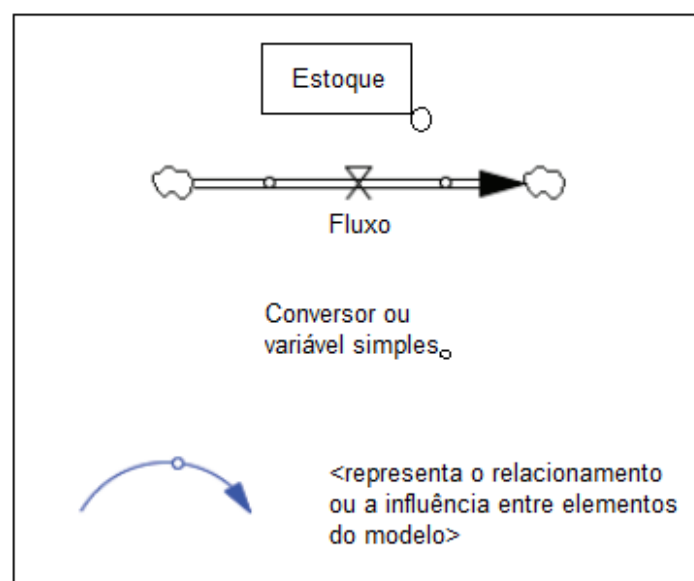 Estoque
Fluxo
Conversor ou
variável simples
<representa o relacionamento
ou a influência entre elementos
do modelo>